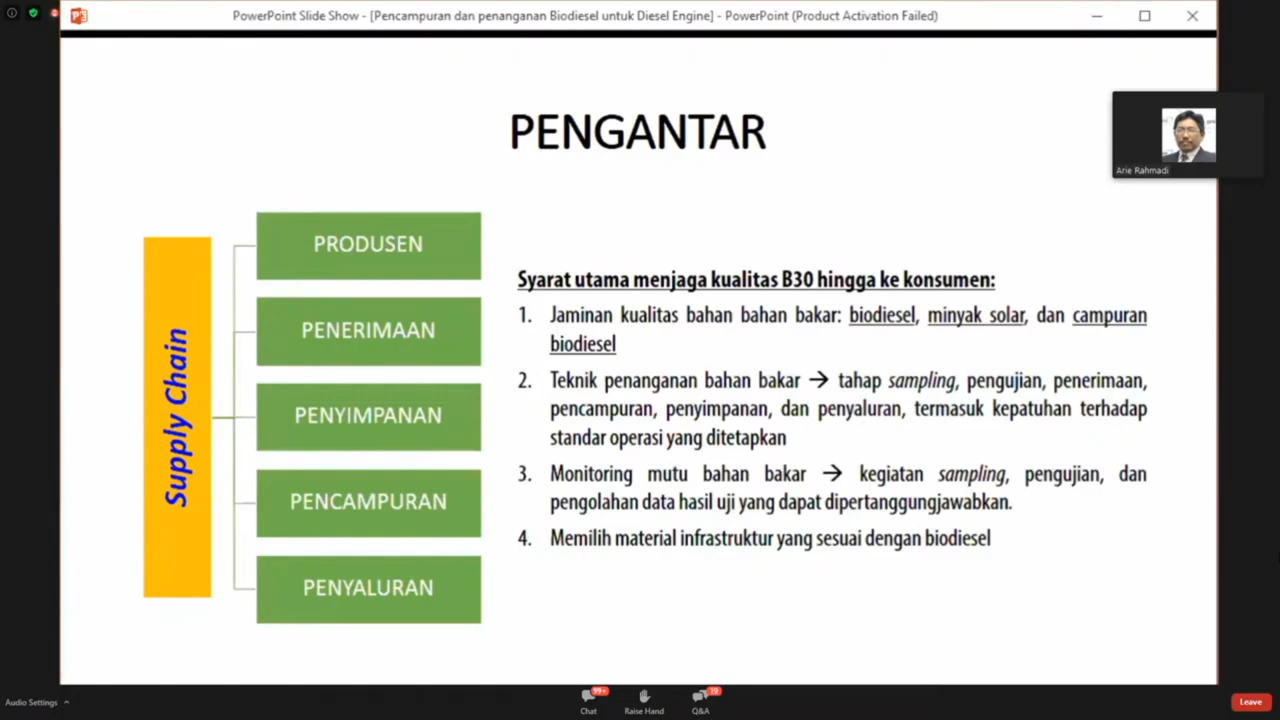 PowerPoint Slide Show - [Pencampuran dan penanganan Biodiesel untuk Diesel Engine] - PowerPoint (Product Activation Failed)
PENGANTAR
Arie Rahmadi
Supply Chain
PRODUSEN
PENERIMAAN
PENYIMPANAN
PENCAMPURAN
PENYALURAN
Syarat utama menjaga kualitas B30 hingga ke konsumen:
1. Jaminan kualitas bahan bahan bakar: biodiesel, minyak solar, dan campuran
biodiesel
2. Teknik penanganan bahan bakar → tahap sampling, pengujian, penerimaan,
pencampuran, penyimpanan, dan penyaluran, termasuk kepatuhan terhadap
standar operasi yang ditetapkan
3. Monitoring mutu bahan bakar → kegiatan sampling, pengujian, dan
pengolahan data hasil uji yang dapat dipertanggungjawabkan.
4. Memilih material infrastruktur yang sesuai dengan biodiesel
Audio Settings
99+
Chat
Raise Hand
19
Q&A
Leave